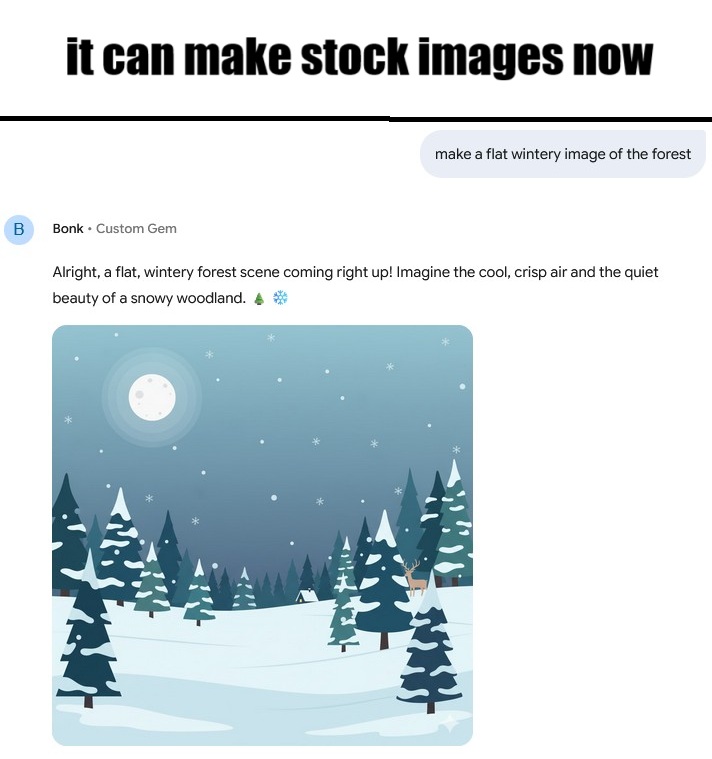 it can make stock images now
make a flat wintery image of the forest
B
Bonk • Custom Gem
Alright, a flat, wintery forest scene coming right up! Imagine the cool, crisp air and the quiet
beauty of a snowy woodland. 🌲 ❄️